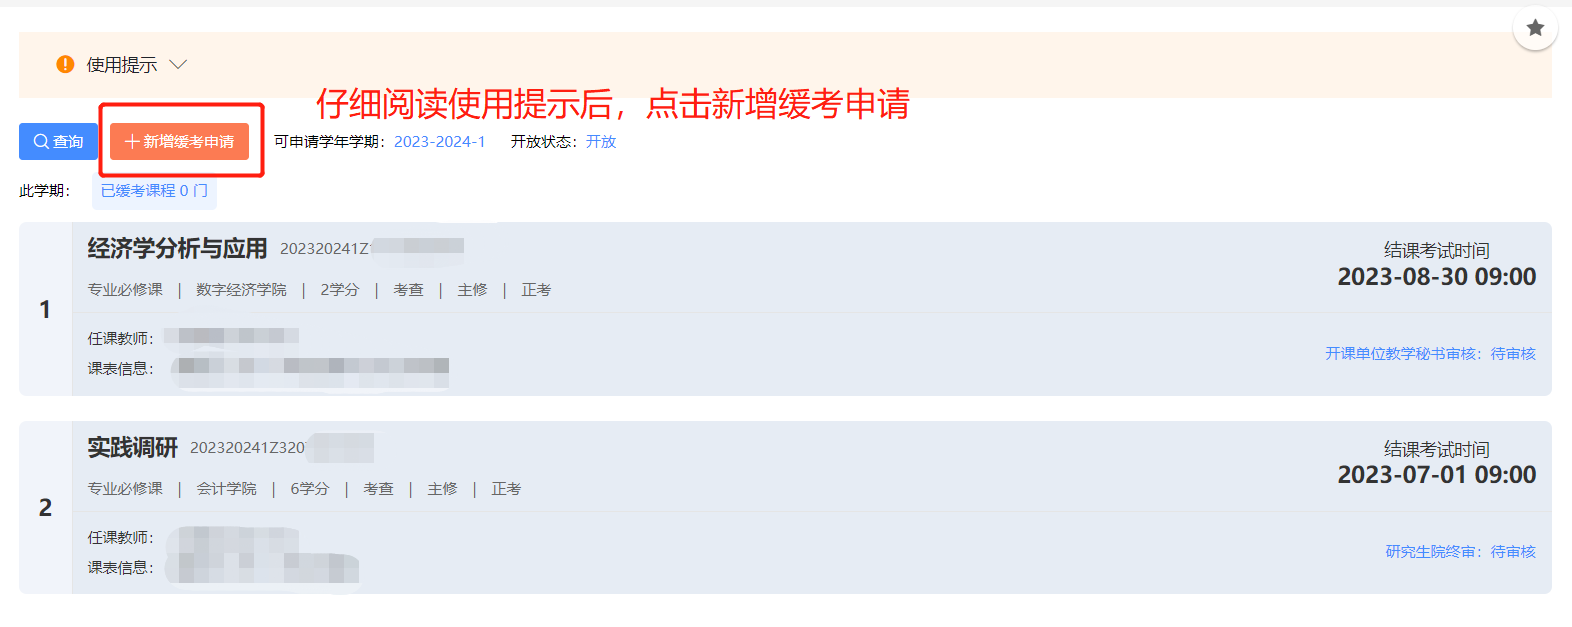 使用提示
仔细阅读使用提示后，点击新增缓考申请
查询 新增缓考申请 可申请学年学期：2023-2024-1 开放状态：开放
此学期： 已缓考课程 0 门
1
经济学分析与应用 202320241Z
结课考试时间
2023-08-30 09:00
专业必修课 | 数字经济学院 | 2学分 | 考查 | 主修 | 正考
任课教师：
课表信息：
开课单位教学秘书审核：待审核
2
实践调研 202320241Z320
结课考试时间
2023-07-01 09:00
专业必修课 | 会计学院 | 6学分 | 考查 | 主修 | 正考
任课教师：
课表信息：
研究生院终审：待审核